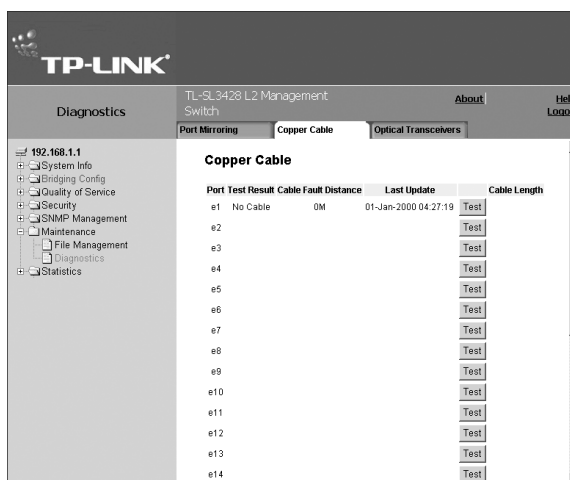 TP-LINK
Diagnostics
TL-SL3428 L2 Management
Switch
About
Hel
Logo
Port Mirroring
Copper Cable
Optical Transceivers
192.168.1.1
System Info
Bridging Config
Quality of Service
Security
SNMP Management
Maintenance
File Management
Diagnostics
Statistics
Copper Cable
Port Test Result Cable Fault Distance Last Update Cable Length
e1 No Cable 0M 01-Jan-2000 04:27:19 Test
e2 Test
e3 Test
e4 Test
e5 Test
e6 Test
e7 Test
e8 Test
e9 Test
e10 Test
e11 Test
e12 Test
e13 Test
e14 Test